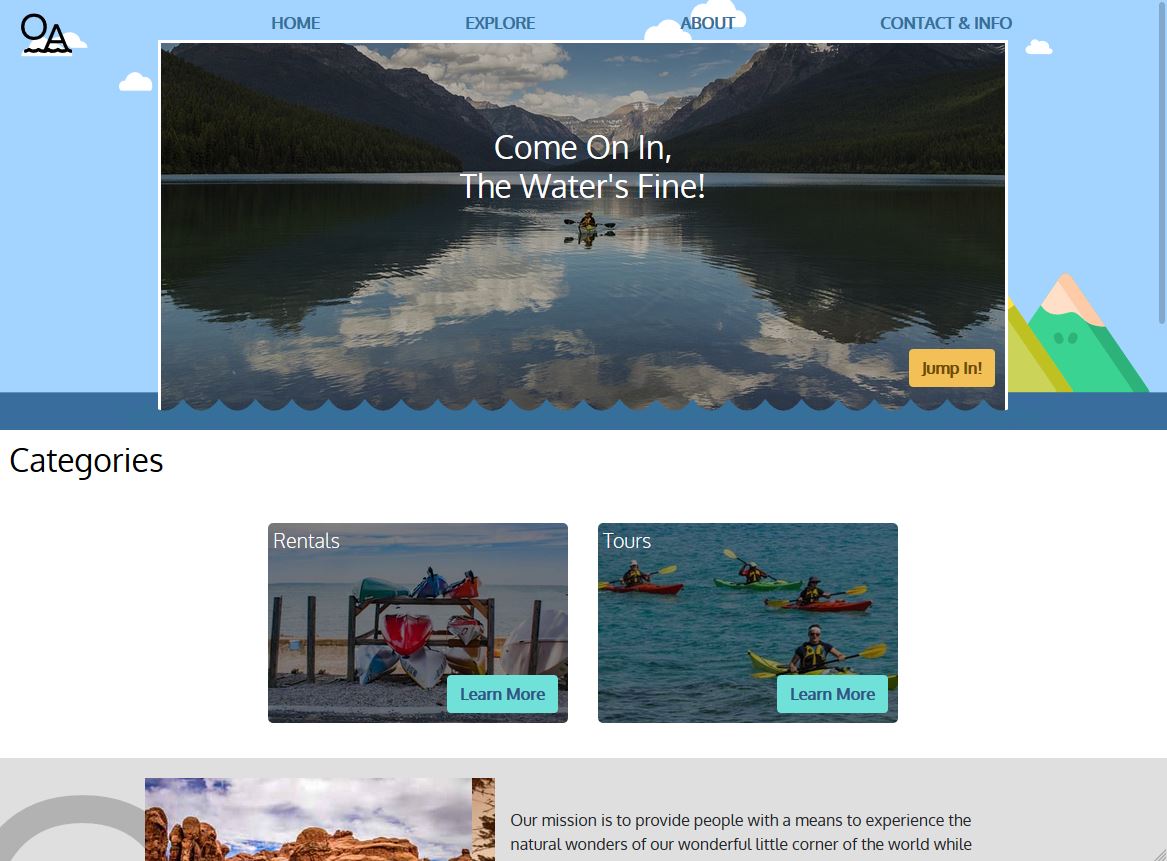 OA
HOME EXPLORE ABOUT CONTACT & INFO
Come On In,
The Water's Fine!
Jump In!
Categories
Rentals
Tours
Learn More
Learn More
Our mission is to provide people with a means to experience the
natural wonders of our wonderful little corner of the world while